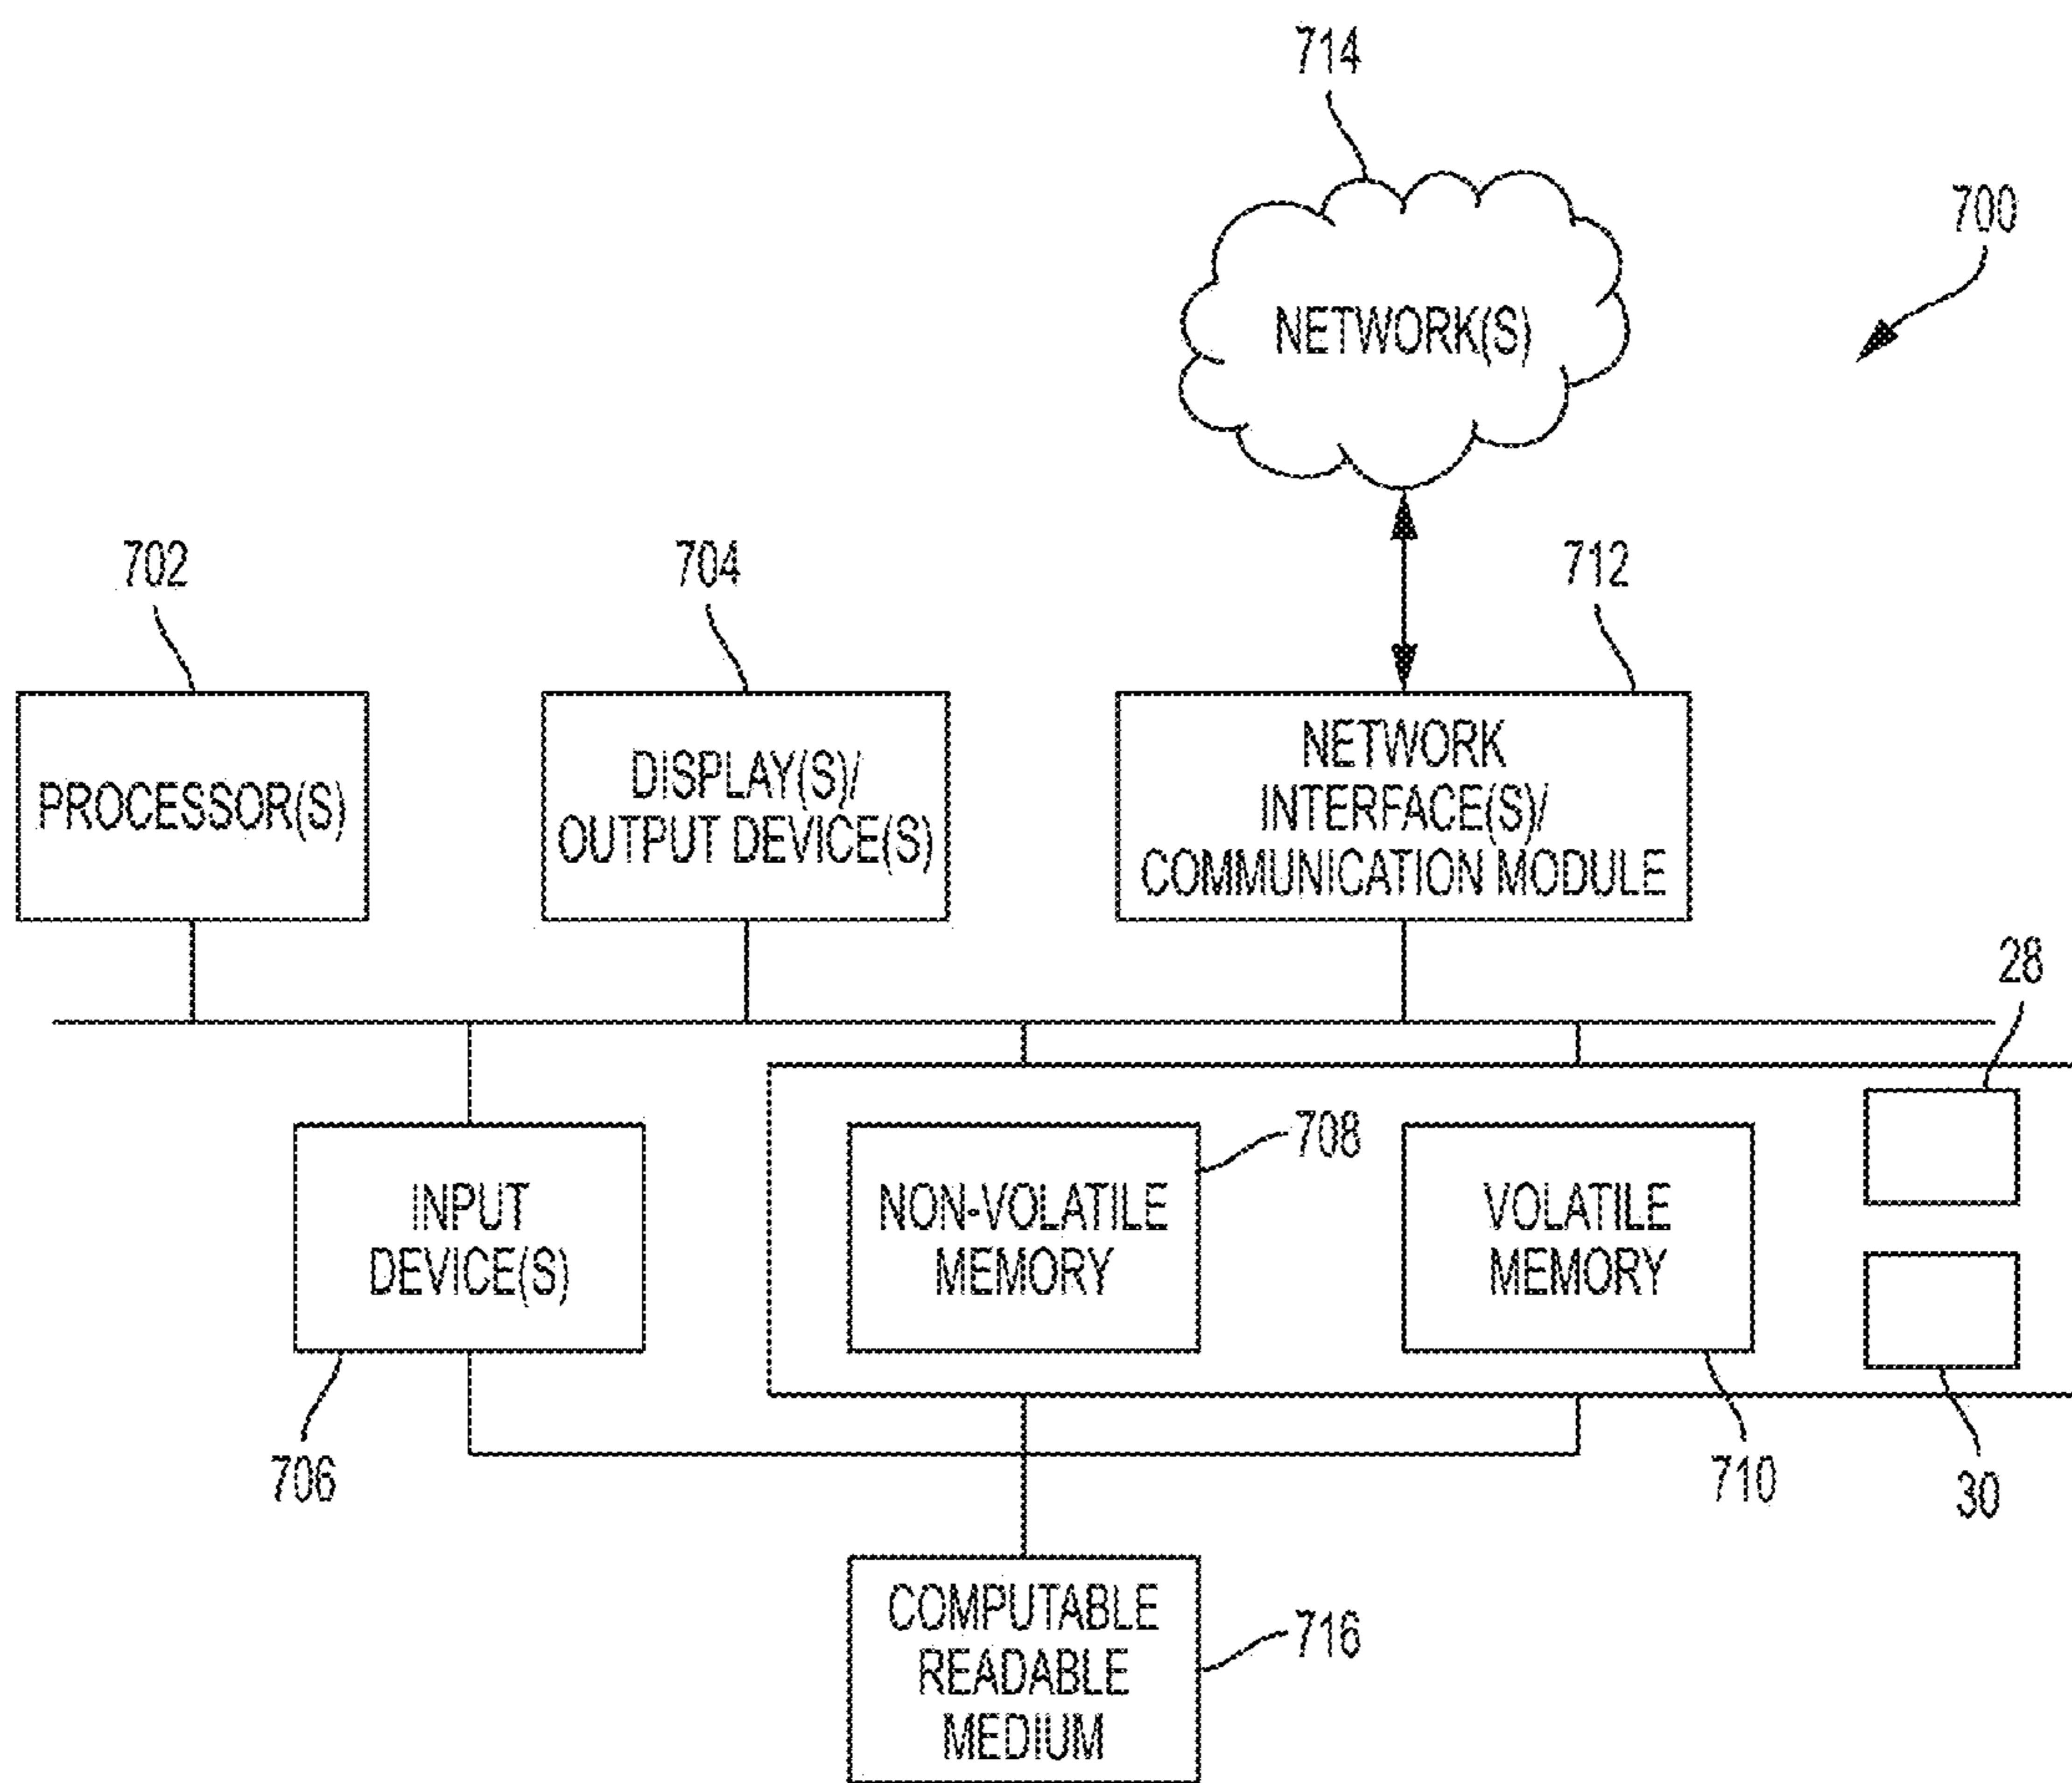 714
700
NETWORK(S)
702
704
712
PROCESSOR(S)
DISPLAY(S)/
OUTPUT DEVICE(S)
NETWORK
INTERFACE(S)/
COMMUNICATION MODULE
28
708
INPUT
DEVICE(S)
NON-VOLATILE
MEMORY
VOLATILE
MEMORY
706
710
30
COMPUTABLE
READABLE
MEDIUM
716